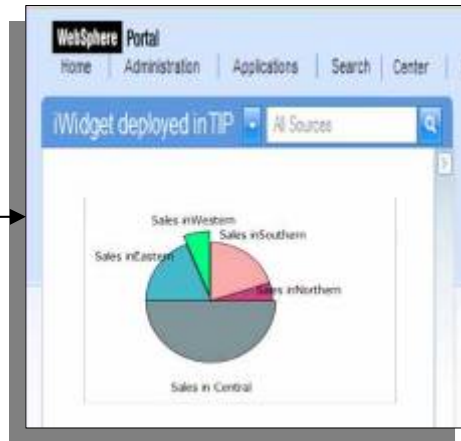 WebSphere Portal
Home | Administration | Applications | Search | Center |
iWidget deployed in TIP All Sources
Sales inWestern
Sales inSouthern
Sales inEastern
Sales inNorthern
Sales in Central